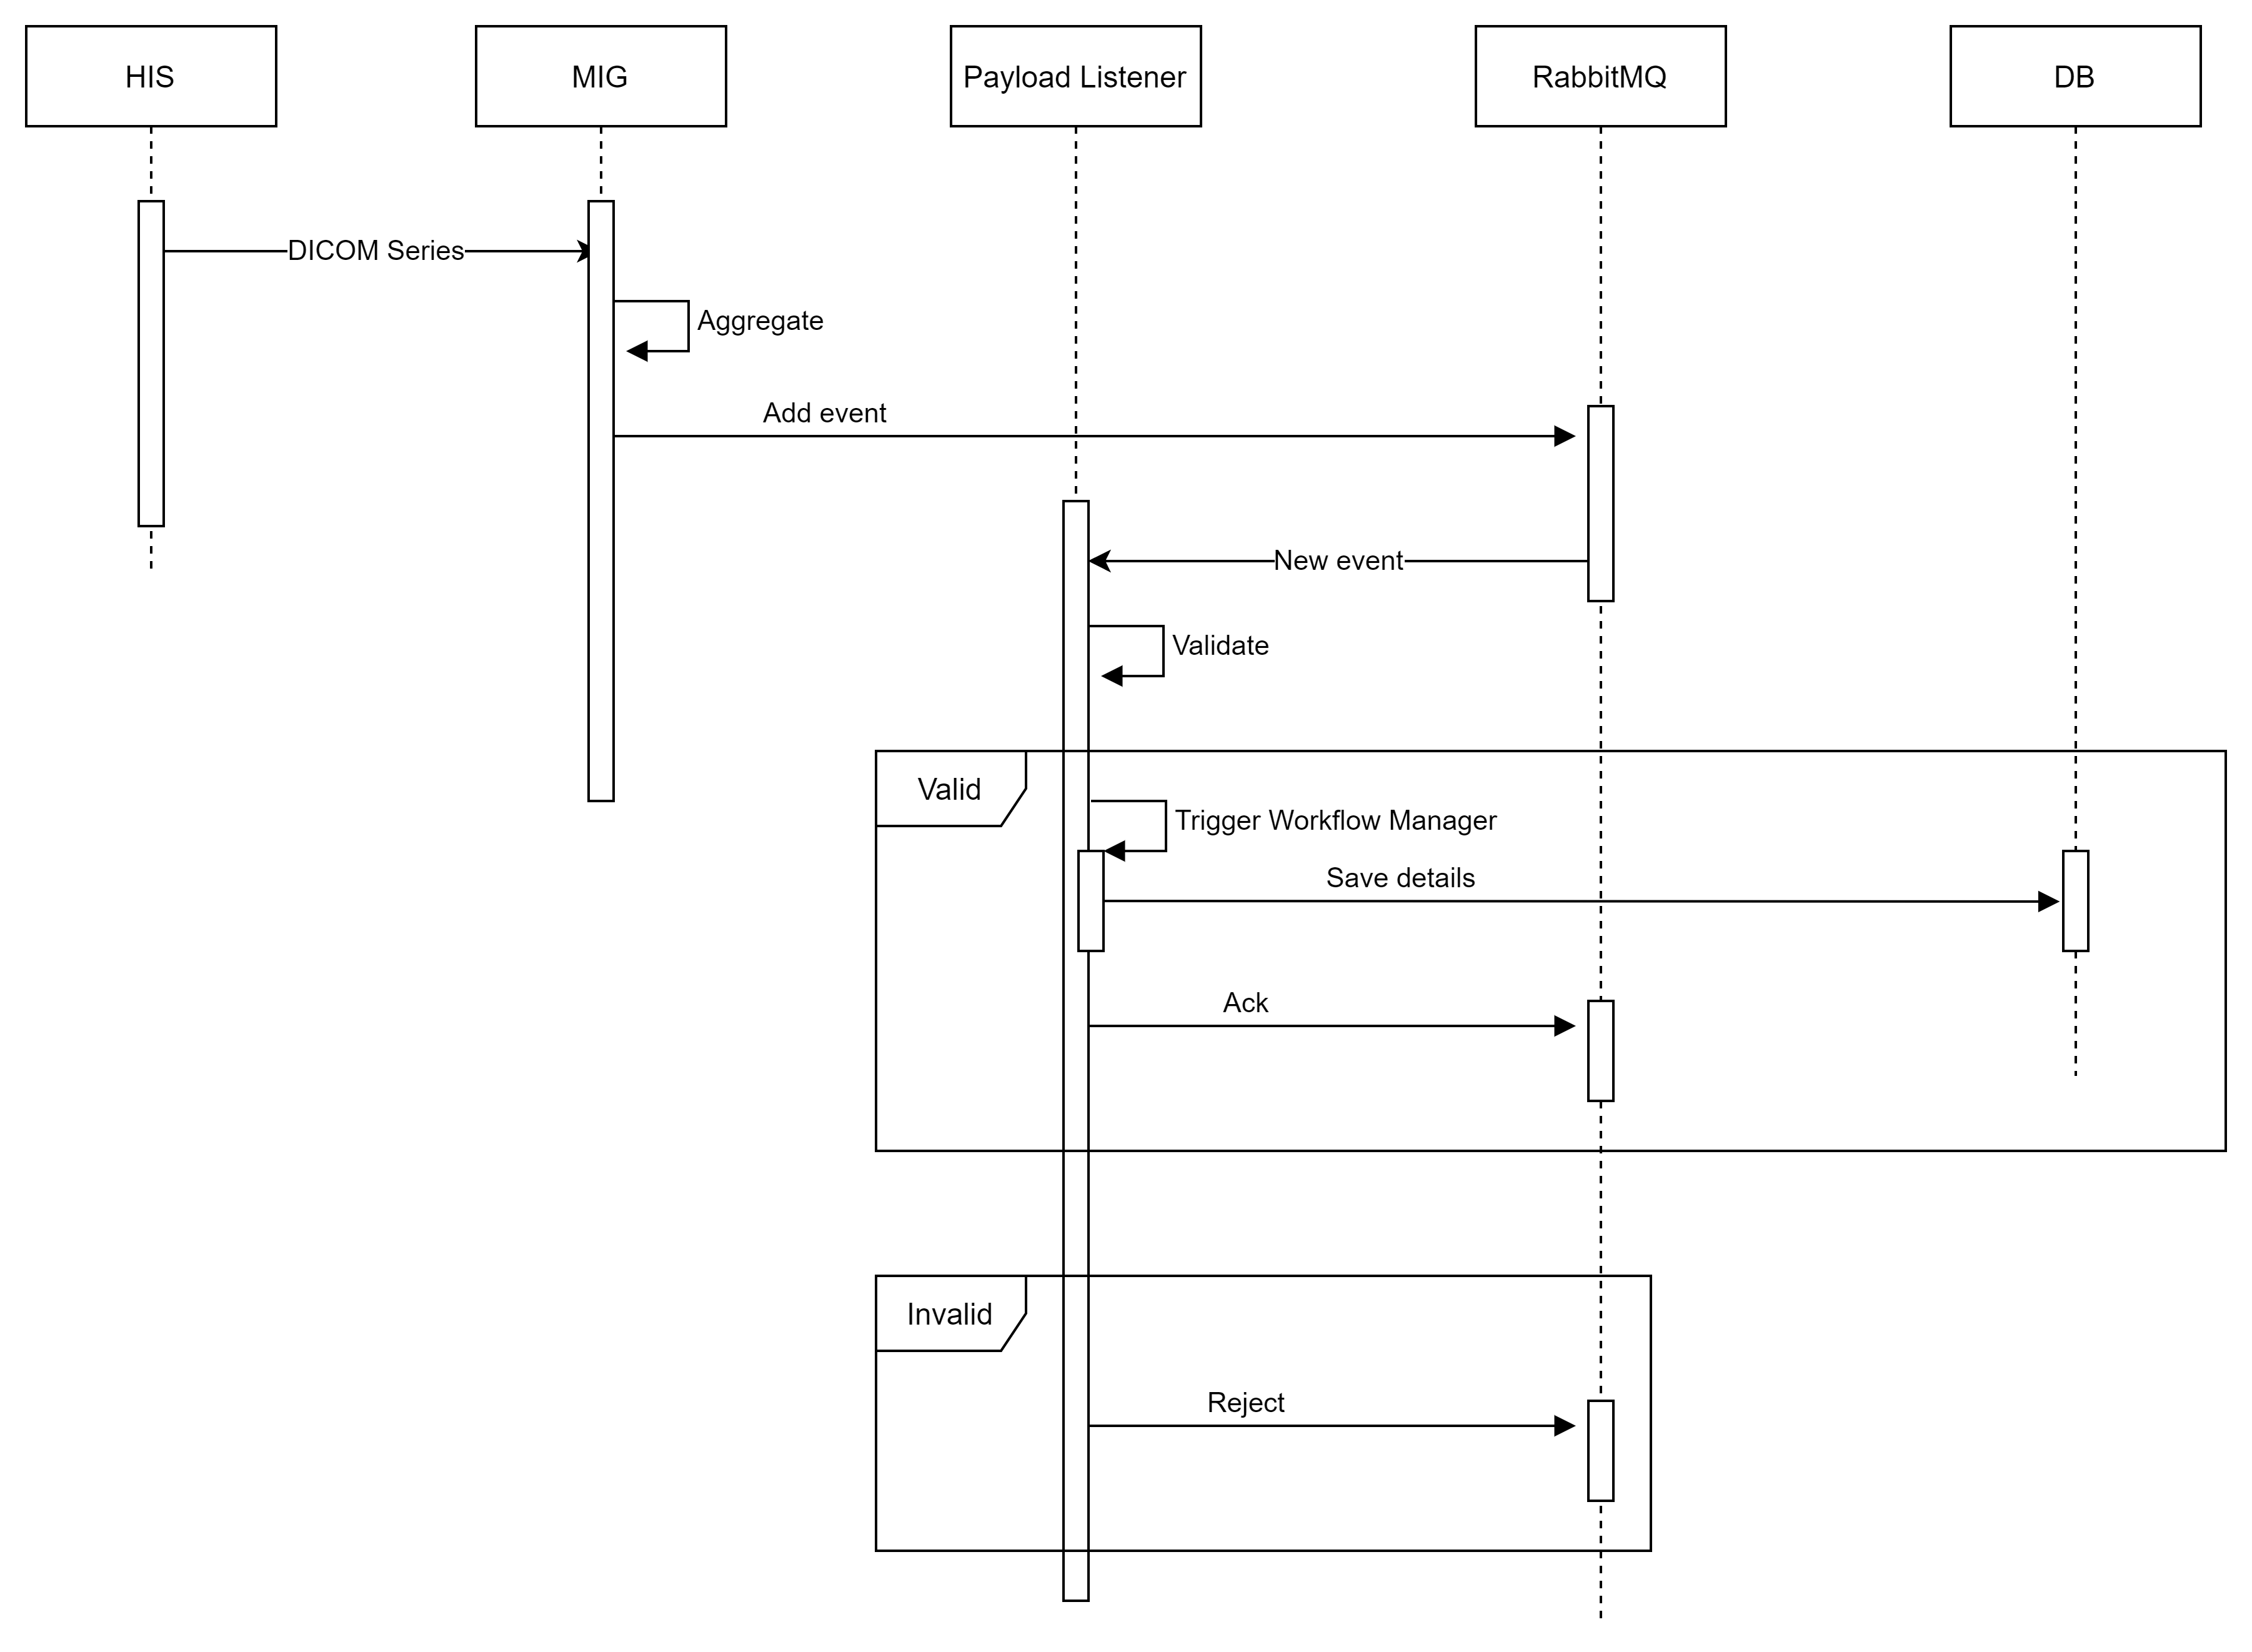 HIS
MIG
Payload Listener
RabbitMQ
DB
DICOM Series
Aggregate
Add event
New event
Validate
Valid
Trigger Workflow Manager
Save details
Ack
Invalid
Reject